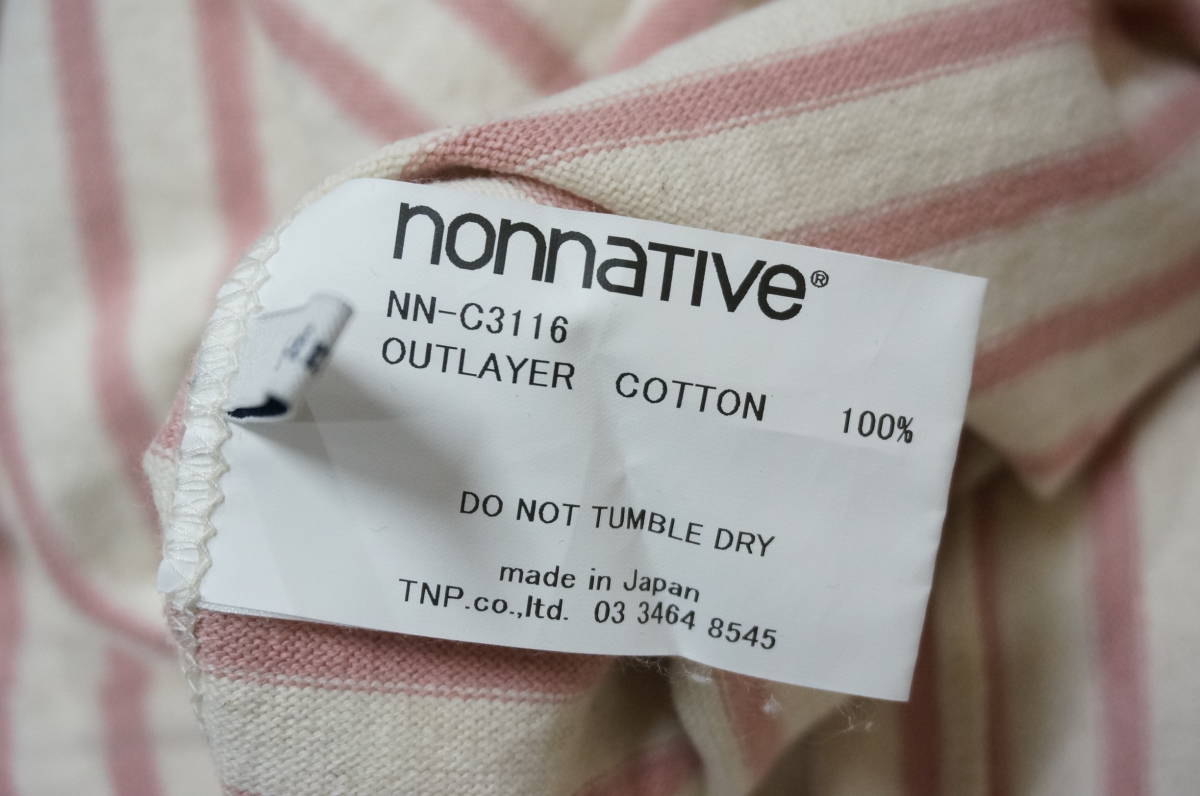 nonnaTIVe®
NN-C3116
OUTLAYER COTTON 100%
DO NOT TUMBLE DRY
made in Japan
TNP.co.,ltd. 03 3464 8545